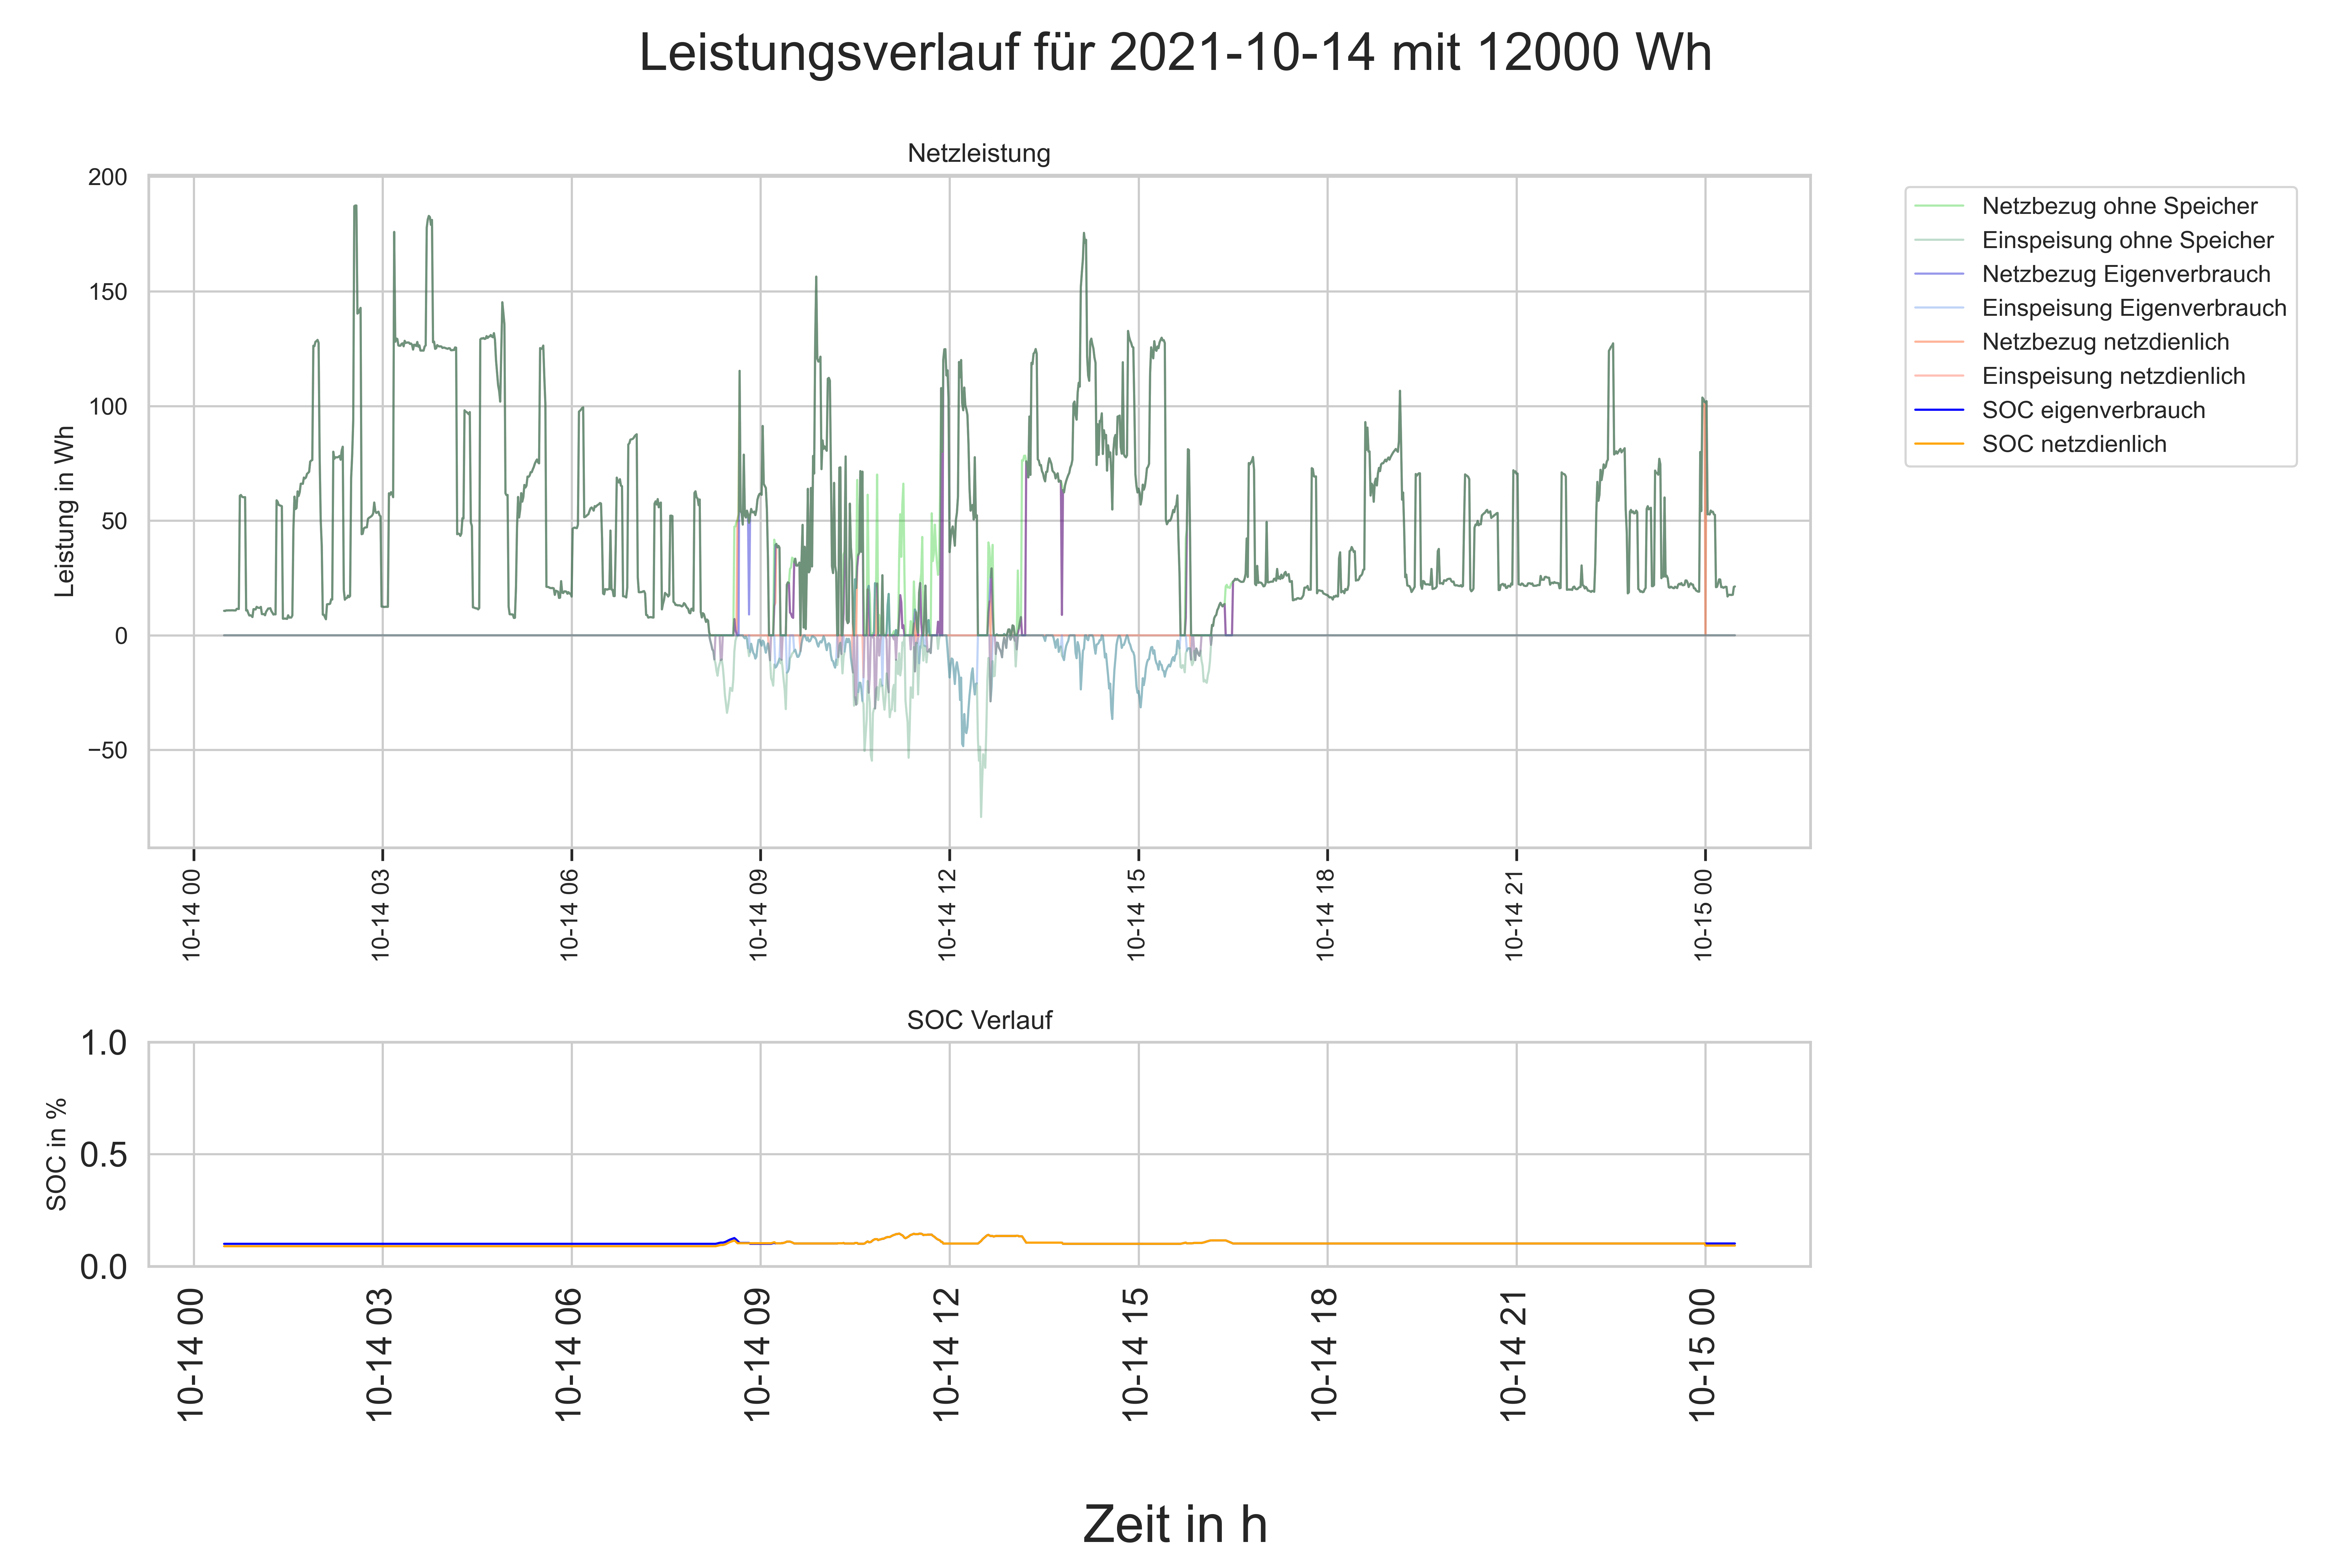 Leistungsverlauf für 2021-10-14 mit 12000 Wh
Netzleistung
Leistung in Wh
200
150
100
50
0
−50
10-14 00
10-14 03
10-14 06
10-14 09
10-14 12
10-14 15
10-14 18
10-14 21
10-15 00
Netzbezug ohne Speicher
Einspeisung ohne Speicher
Netzbezug Eigenverbrauch
Einspeisung Eigenverbrauch
Netzbezug netzdienlich
Einspeisung netzdienlich
SOC eigenverbrauch
SOC netzdienlich
SOC Verlauf
SOC in %
1.0
0.5
0.0
10-14 00
10-14 03
10-14 06
10-14 09
10-14 12
10-14 15
10-14 18
10-14 21
10-15 00
Zeit in h